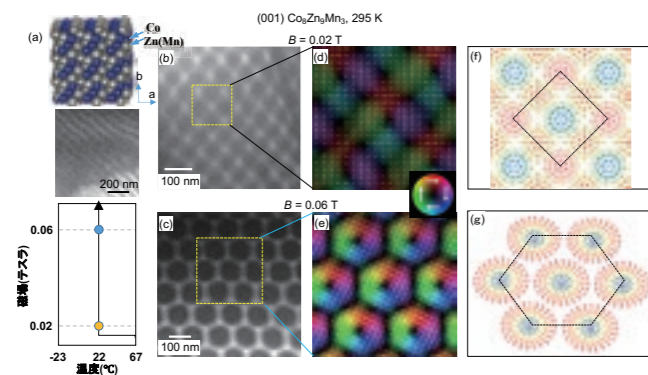 (001) Co₈Zn₉Mn₃, 295 K
(a)
Co
Zn(Mn)
b
a
200 nm
磁場(テスラ)
0.06
0.02
-23
22
67
温度(℃)
B = 0.02 T
(b)
100 nm
(d)
(f)
B = 0.06 T
(c)
100 nm
(e)
(g)